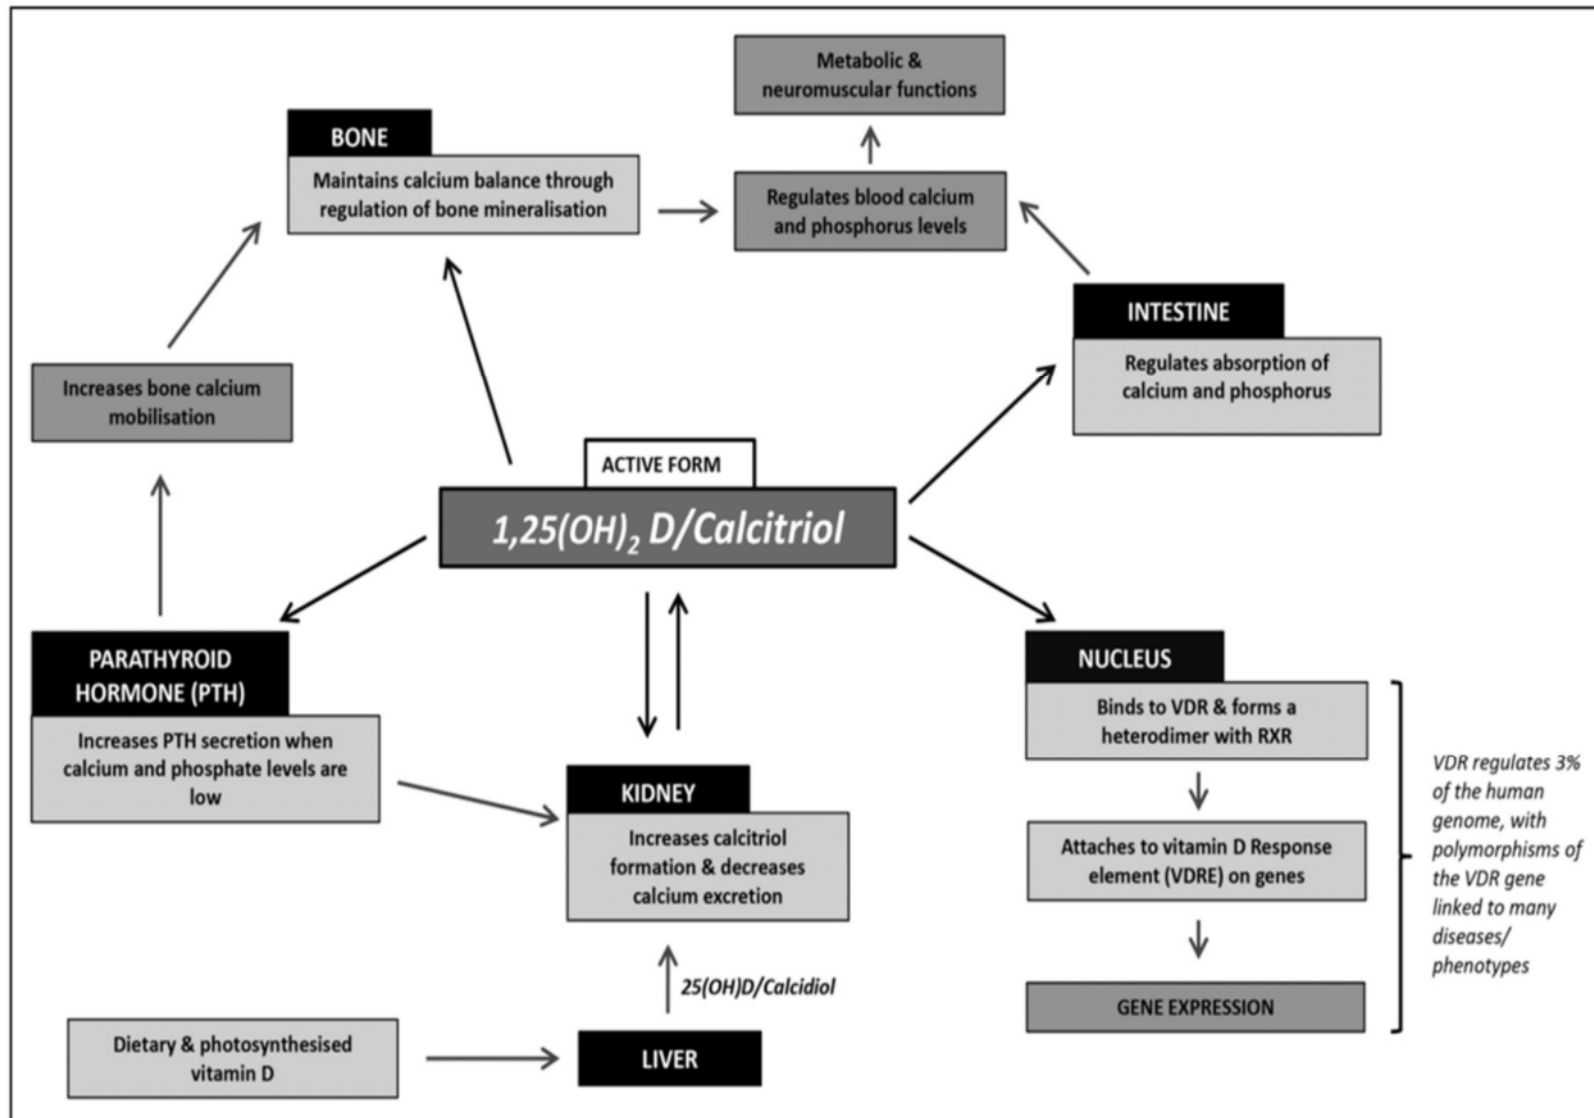 Metabolic &
neuromuscular functions
BONE
Maintains calcium balance through
regulation of bone mineralisation
Regulates blood calcium
and phosphorus levels
INTESTINE
Regulates absorption of
calcium and phosphorus
Increases bone calcium
mobilisation
ACTIVE FORM
1,25(OH)₂ D/Calcitriol
PARATHYROID
HORMONE (PTH)
Increases PTH secretion when
calcium and phosphate levels are
low
KIDNEY
Increases calcitriol
formation & decreases
calcium excretion
NUCLEUS
Binds to VDR & forms a
heterodimer with RXR
Attaches to vitamin D Response
element (VDRE) on genes
GENE EXPRESSION
VDR regulates 3%
of the human
genome, with
polymorphisms of
the VDR gene
linked to many
diseases/
phenotypes
25(OH)D/Calcidiol
Dietary & photosynthesised
vitamin D
LIVER